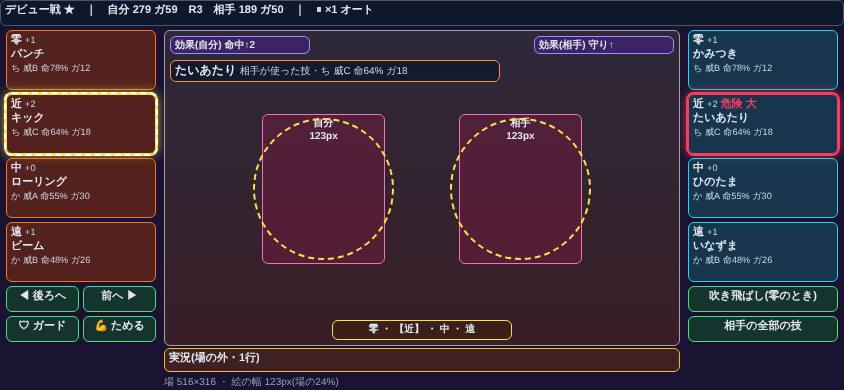 デビュー戦 ★ | 自分 279 ガ59 R3 相手 189 ガ50 | ⏸ ×1 オート
零 +1
パンチ
ち 威B 命78% ガ12
近 +2
キック
ち 威C 命64% ガ18
中 +0
ローリング
か 威A 命55% ガ30
遠 +1
ビーム
か 威B 命48% ガ26
◀ 後ろへ
前へ ▶
🛡 ガード
💪 ためる
効果(自分) 命中↑2
効果(相手) 守り↑
たいあたり 相手が使った技・ち 威C 命64% ガ18
自分
123px
相手
123px
零 ・ 【近】 ・ 中 ・ 遠
実況(場の外・1行)
場 516×316 ・ 絵の幅 123px(場の24%)
零 +1
かみつき
ち 威B 命78% ガ12
近 +2 危険 大
たいあたり
ち 威C 命64% ガ18
中 +0
ひのたま
か 威A 命55% ガ30
遠 +1
いなずま
か 威B 命48% ガ26
吹き飛ばし(零のとき)
相手の全部の技